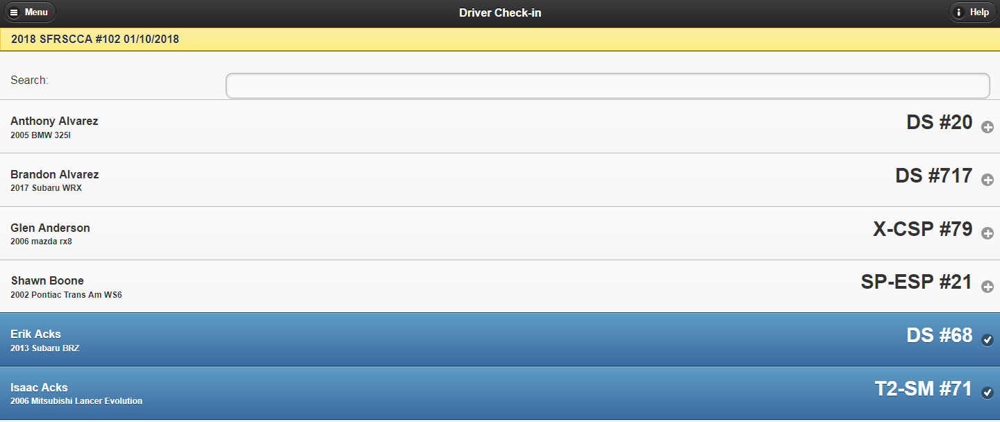 Menu
Driver Check-in
Help
2018 SFRSCCA #102 01/10/2018
Search:
Anthony Alvarez
DS #20
2005 BMW 325I
Brandon Alvarez
DS #717
2017 Subaru WRX
Glen Anderson
X-CSP #79
2006 mazda rx8
Shawn Boone
SP-ESP #21
2002 Pontiac Trans Am WS6
Erik Acks
DS #68
2013 Subaru BRZ
Isaac Acks
T2-SM #71
2006 Mitsubishi Lancer Evolution